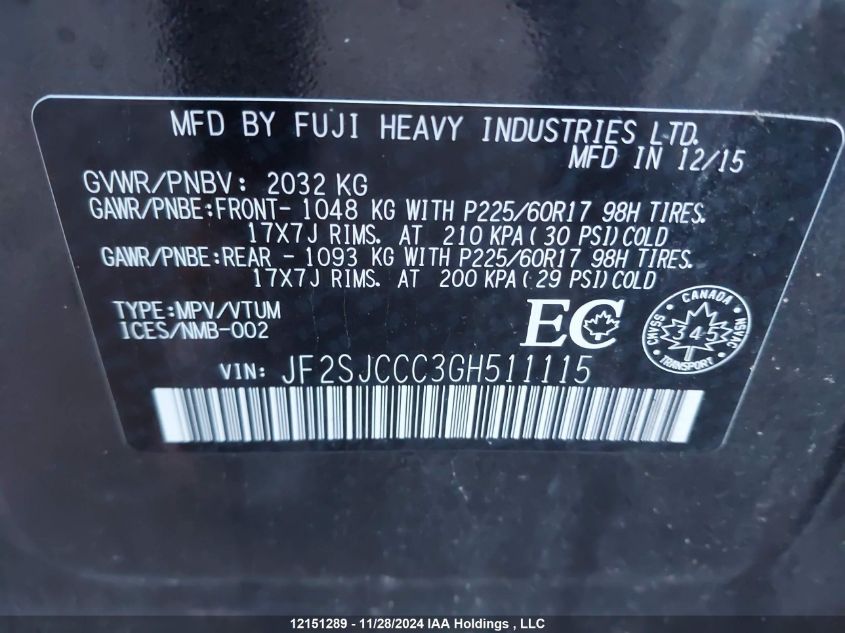 MFD BY FUJI HEAVY INDUSTRIES LTD.
MFD IN 12/15
GVWR/PNBV: 2032 KG
GAWR/PNBE:FRONT- 1048 KG WITH P225/60R17 98H TIRES.
17X7J RIMS. AT 210 KPA( 30 PSI)COLD
GAWR/PNBE:REAR - 1093 KG WITH P225/60R17 98H TIRES.
17X7J RIMS. AT 200 KPA( 29 PSI)COLD
TYPE:MPV/VTUM
ICES/NMB-002
EC
CANADA
CMVSS 345 NSVAC
TRANSPORT
VIN: JF2SJCCC3GH511115
12151289 - 11/28/2024 IAA Holdings , LLC